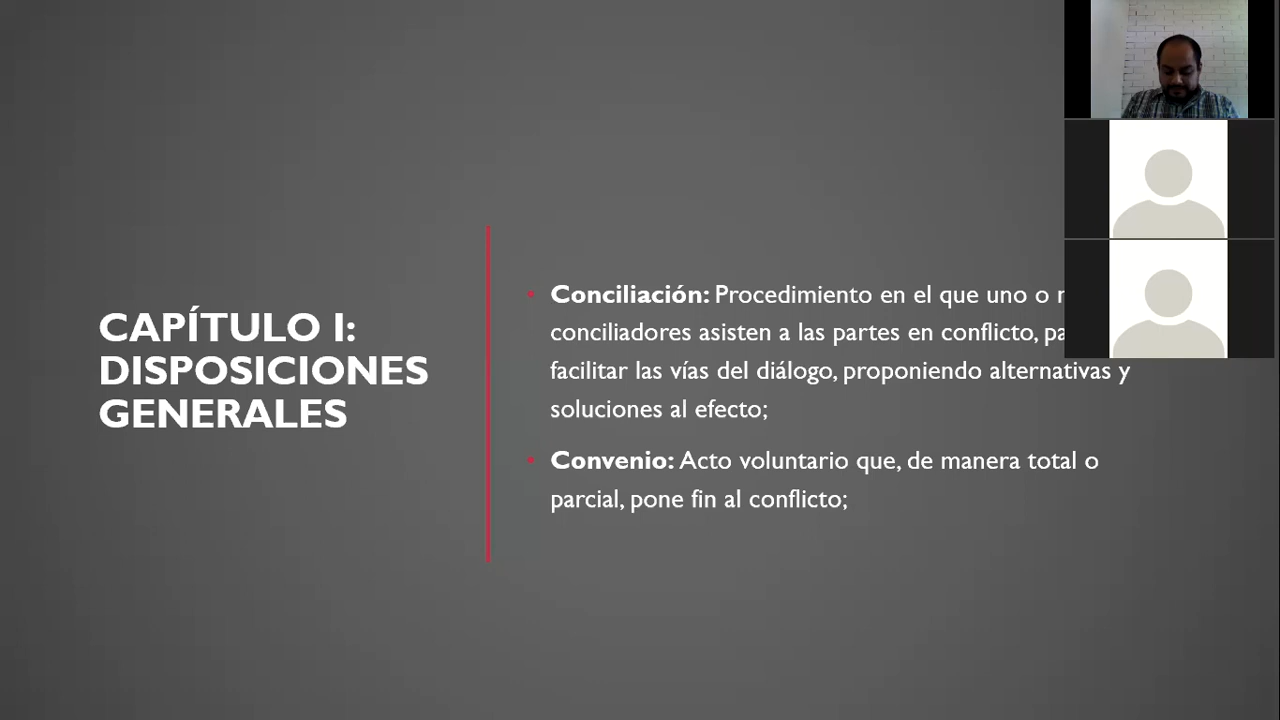 CAPÍTULO I:
DISPOSICIONES
GENERALES
Conciliación: Procedimiento en el que uno o
conciliadores asisten a las partes en conflicto,
facilitar las vías del diálogo, proponiendo alternativas y
soluciones al efecto;
Convenio: Acto voluntario que, de manera total o
parcial, pone fin al conflicto;